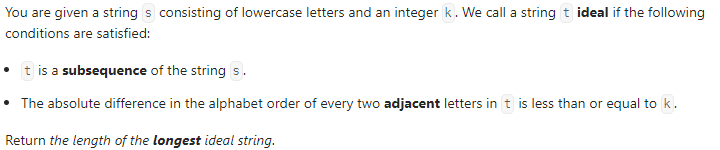 You are given a string s consisting of lowercase letters and an integer k. We call a string t ideal if the following
conditions are satisfied:
• t is a subsequence of the string s.
• The absolute difference in the alphabet order of every two adjacent letters in t is less than or equal to k.
Return the length of the longest ideal string.